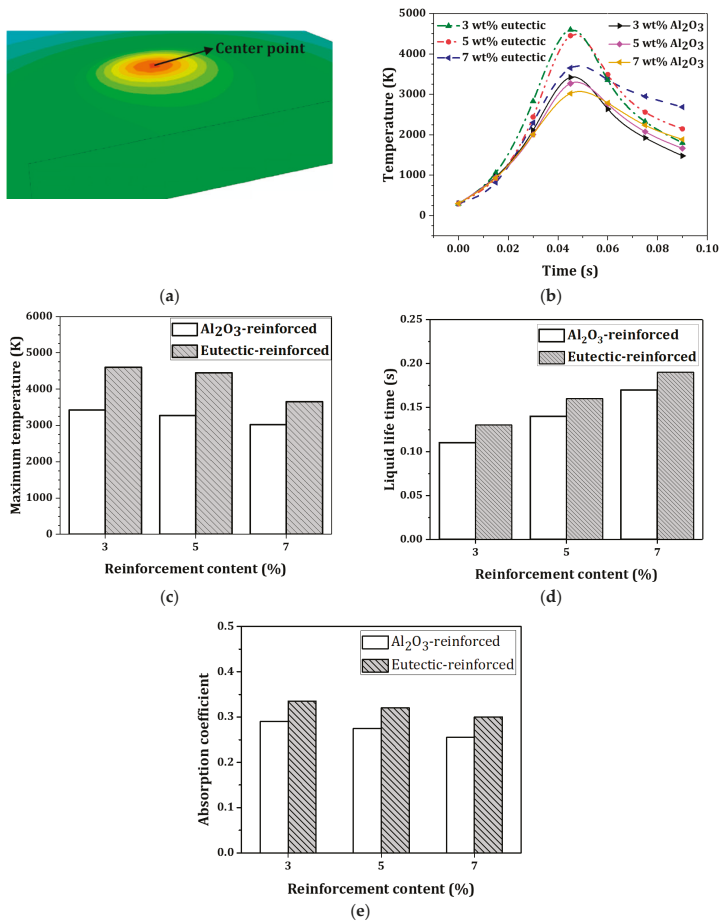 Center point
(a)
5000
4000
3000
2000
1000
0
Temperature (K)
3 wt% eutectic
5 wt% eutectic
7 wt% eutectic
3 wt% Al2O3
5 wt% Al2O3
7 wt% Al2O3
0.00 0.02 0.04 0.06 0.08 0.10
Time (s)
(b)
6000
5000
4000
3000
2000
1000
0
Maximum temperature (K)
Al2O3-reinforced
Eutectic-reinforced
3 5 7
Reinforcement content (%)
(c)
0.25
0.20
0.15
0.10
0.05
0.00
Liquid life time (s)
Al2O3-reinforced
Eutectic-reinforced
3 5 7
Reinforcement content (%)
(d)
0.5
0.4
0.3
0.2
0.1
0.0
Absorption coefficient
Al2O3-reinforced
Eutectic-reinforced
3 5 7
Reinforcement content (%)
(e)